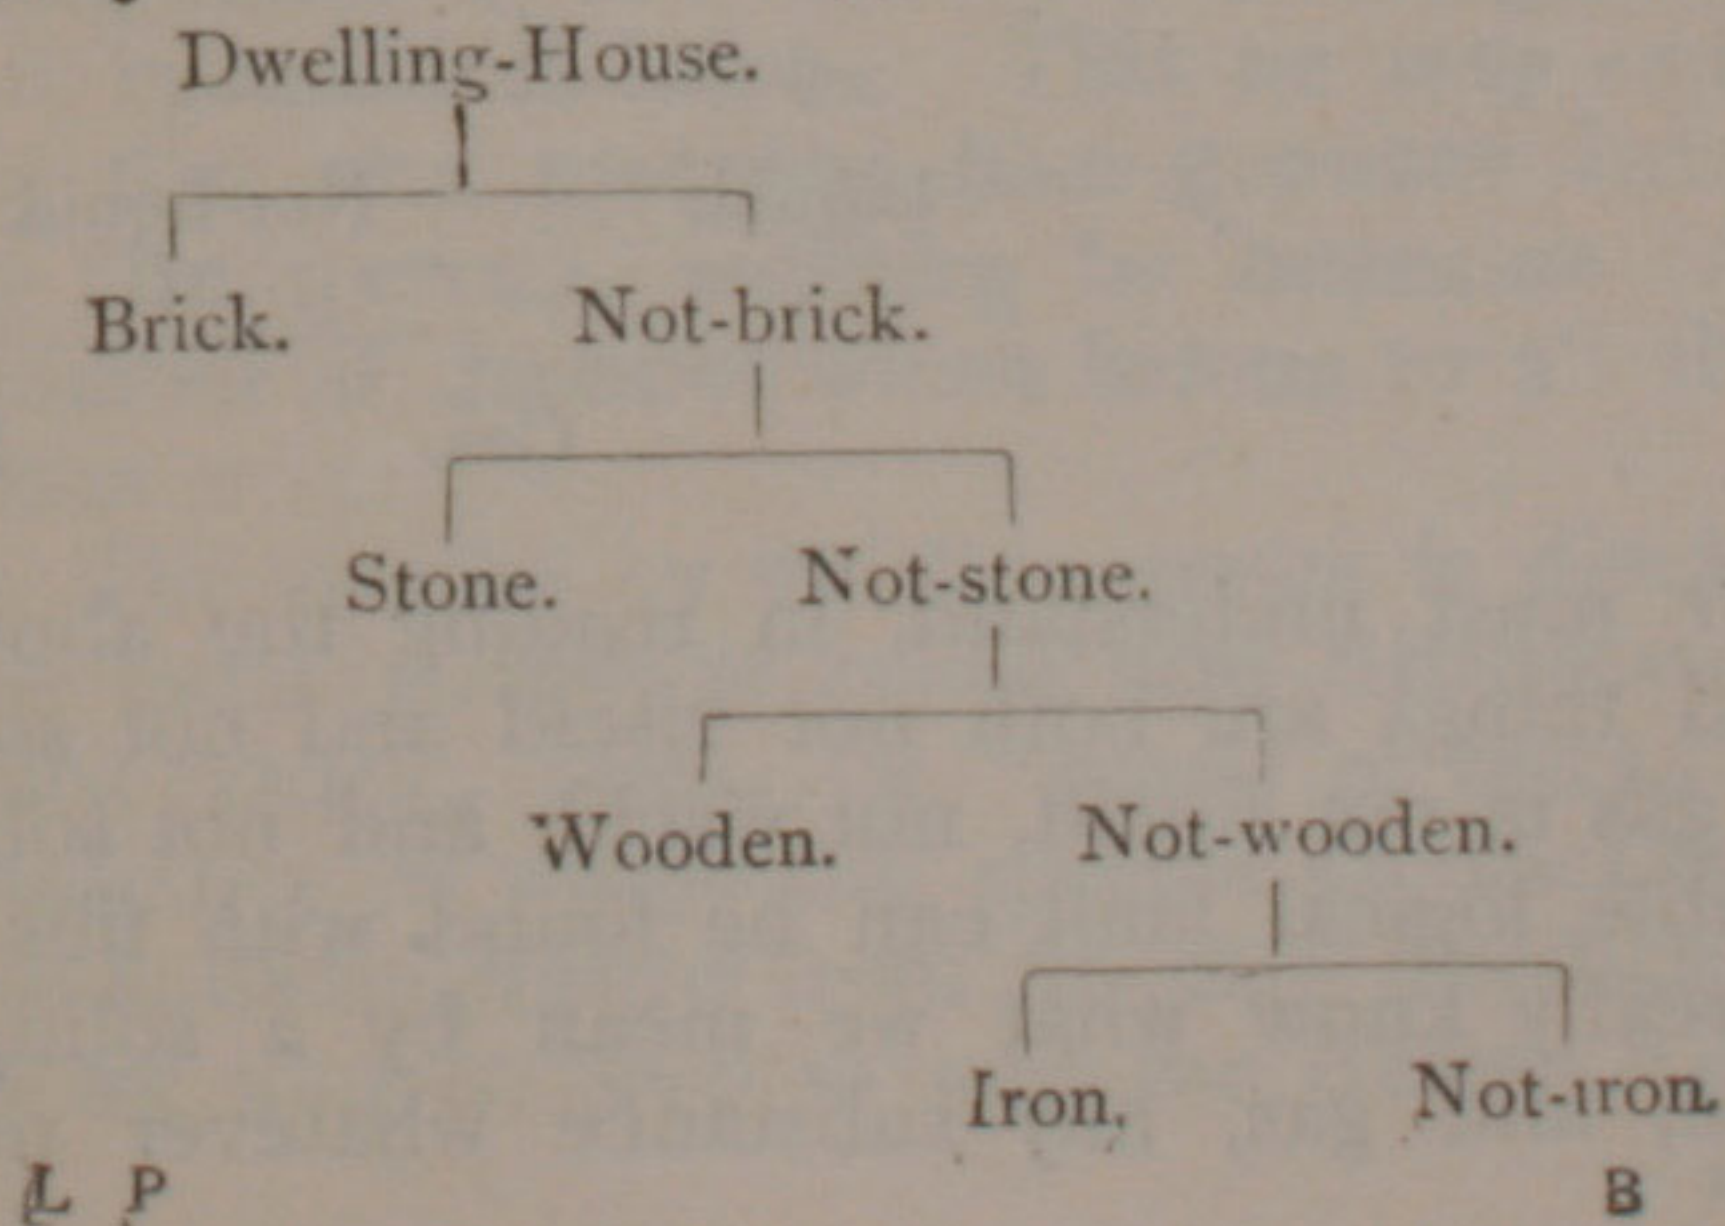 Dwelling-House.
Brick. Not-brick.
Stone. Not-stone.
Wooden. Not-wooden.
Iron. Not-iron.
L P B